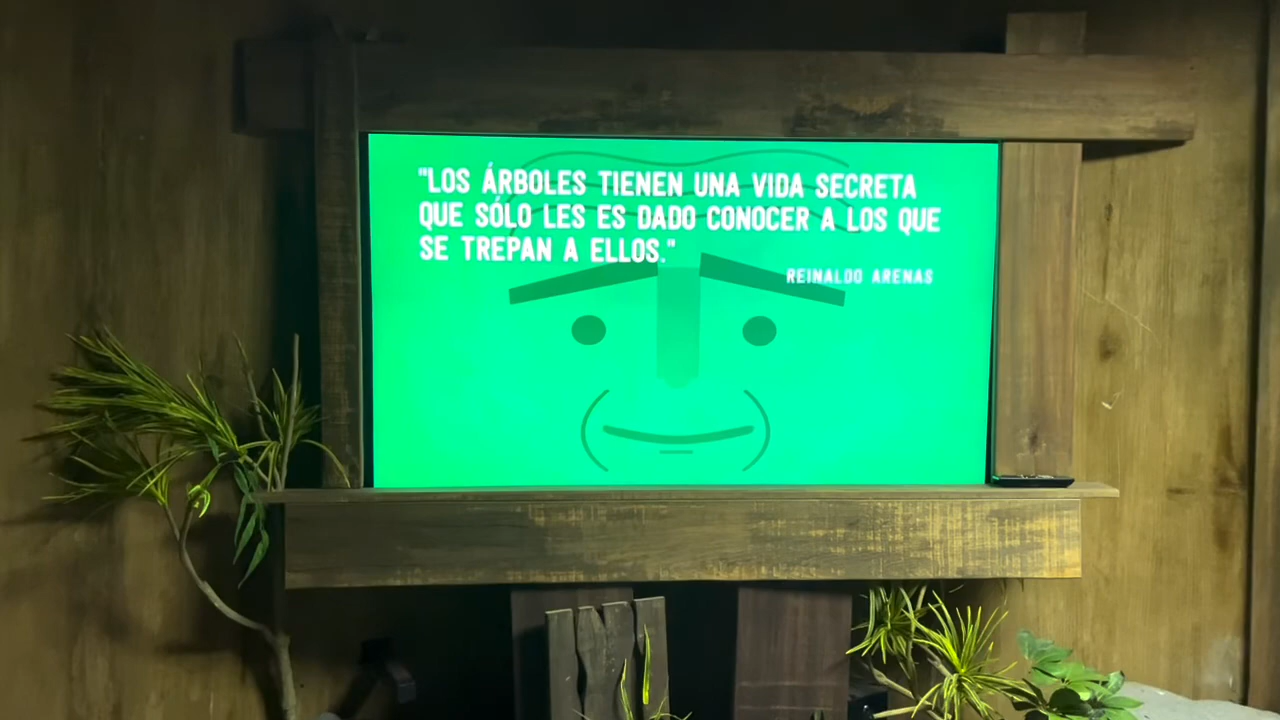 "LOS ÁRBOLES TIENEN UNA VIDA SECRETA
QUE SÓLO LES ES DADO CONOCER A LOS QUE
SE TREPAN A ELLOS."
REINALDO ARENAS